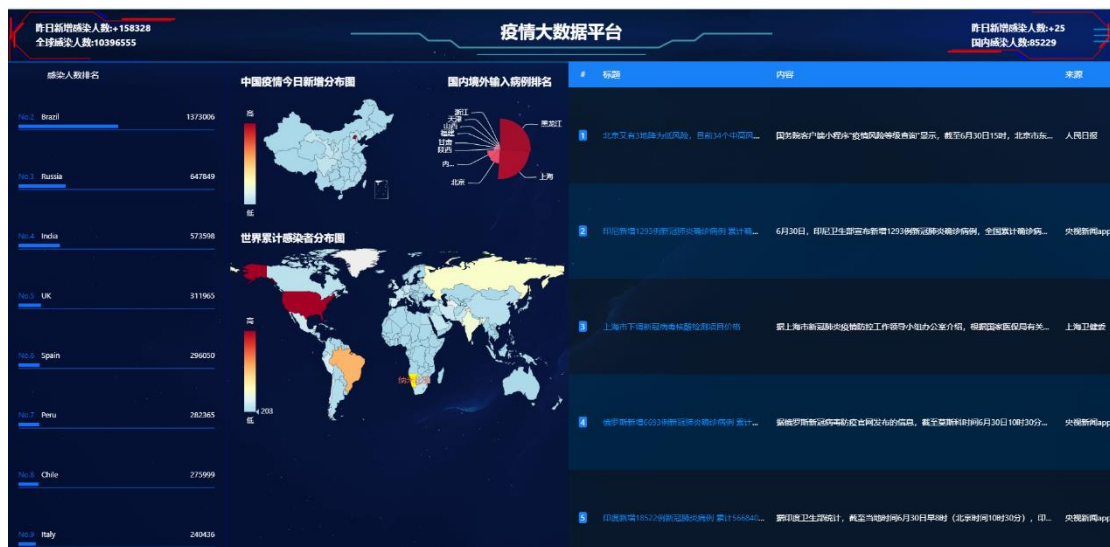 昨日新增感染人数:+158328
全球感染人数:10396555
疫情大数据平台
昨日新增感染人数:+25
国内感染人数:85229
感染人数排名
No.2 Brazil 1373006
No.3 Russia 647849
No.4 India 573598
No.5 UK 311965
No.6 Spain 296050
No.7 Peru 282365
No.8 Chile 275999
No.9 Italy 240436
中国疫情今日新增分布图
高
低
国内境外输入病例排名
浙江
天津
山西
福建
甘肃
陕西
内...
北京
黑龙江
上海
世界累计感染者分布图
高
203
低
# 标题 内容 来源
1 北京又有3地降为低风险，目前34个中高风... 国务院客户端小程序“疫情风险等级查询”显示，截至6月30日15时，北京市东... 人民日报
2 印尼新增1293例新冠肺炎确诊病例 累计确... 6月30日，印尼卫生部宣布新增1293例新冠肺炎确诊病例，全国累计确诊病... 央视新闻app
3 上海市下调新冠病毒核酸检测项目价格 据上海市新冠肺炎疫情防控工作领导小组办公室介绍，根据国家医保局有关... 上海卫健委
4 俄罗斯新增6693例新冠肺炎确诊病例 累计... 据俄罗斯新冠病毒防疫官网发布的信息，截至莫斯科时间6月30日10时30分... 央视新闻app
5 印度新增18522例新冠肺炎病例 累计566840... 据印度卫生部统计，截至当地时间6月30日早8时（北京时间10时30分），印... 央视新闻app